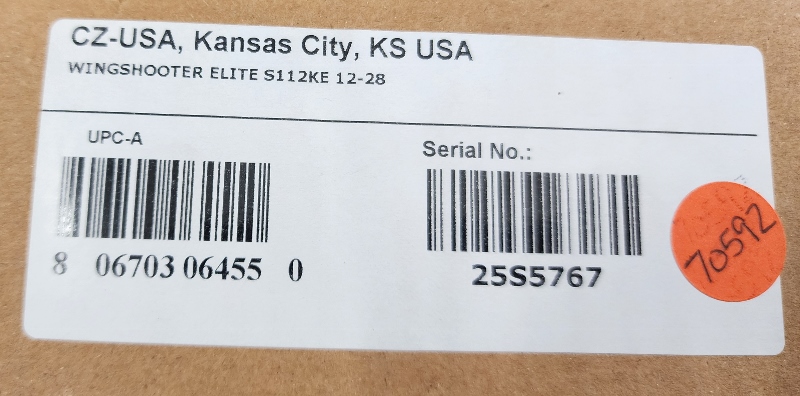 CZ-USA, Kansas City, KS USA
WINGSHOOTER ELITE S112KE 12-28
UPC-A
8 06703 06455 0
Serial No.:
25S5767
70592